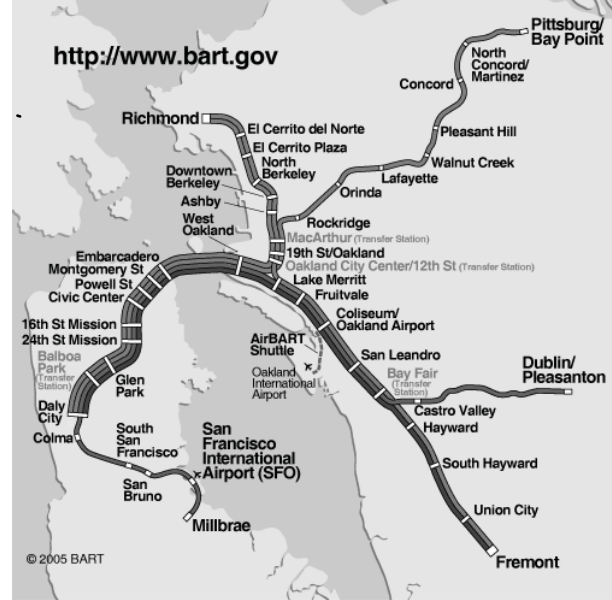 http://www.bart.gov
Pittsburg/
Bay Point
North
Concord/
Martinez
Concord
Richmond
El Cerrito del Norte
Pleasant Hill
El Cerrito Plaza
North
Berkeley
Walnut Creek
Downtown
Berkeley
Lafayette
Orinda
Ashby
West
Oakland
Rockridge
MacArthur (Transfer Station)
19th St/Oakland
Oakland City Center/12th St (Transfer Station)
Embarcadero
Montgomery St
Powell St
Civic Center
Lake Merritt
Fruitvale
16th St Mission
24th St Mission
Coliseum/
Oakland Airport
AirBART
Shuttle
Oakland
International
Airport
San Leandro
Balboa
Park
(Transfer
Station)
Glen
Park
Bay Fair
(Transfer
Station)
Dublin/
Pleasanton
Daly
City
Castro Valley
Hayward
Colma
South
San
Francisco
San
Francisco
International
Airport (SFO)
South Hayward
San
Bruno
Millbrae
Union City
Fremont
© 2005 BART